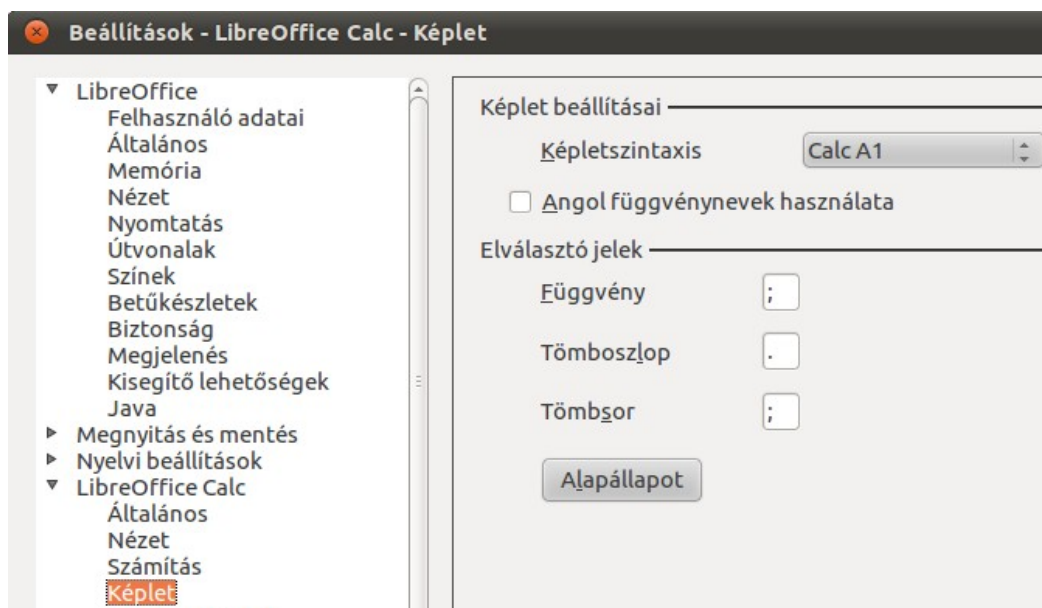 Beállítások - LibreOffice Calc - Képlet
LibreOffice
Felhasználó adatai
Általános
Memória
Nézet
Nyomtatás
Útvonalak
Színek
Betűkészletek
Biztonság
Megjelenés
Kisegítő lehetőségek
Java
Megnyitás és mentés
Nyelvi beállítások
LibreOffice Calc
Általános
Nézet
Számítás
Képlet
Képlet beállításai
Képletszintaxis Calc A1
Angol függvénynevek használata
Elválasztó jelek
Függvény ;
Tömboszlop .
Tömbsor ;
Alapállapot